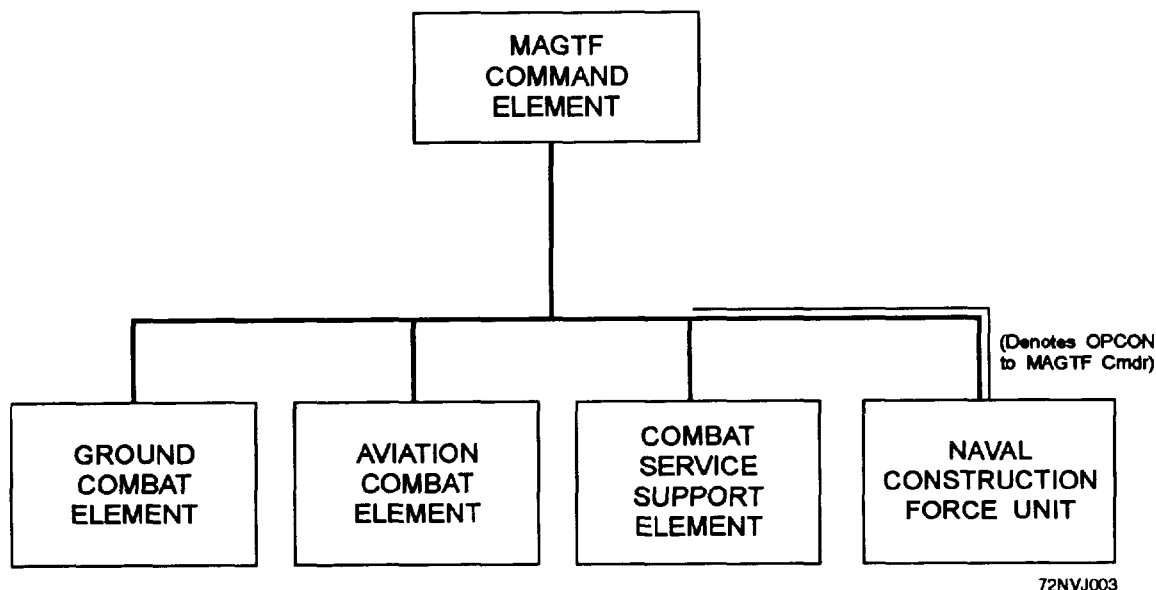 MAGTF
COMMAND
ELEMENT
(Denotes OPCON
to MAGTF Cmdr)
GROUND
COMBAT
ELEMENT
AVIATION
COMBAT
ELEMENT
COMBAT
SERVICE
SUPPORT
ELEMENT
NAVAL
CONSTRUCTION
FORCE UNIT
72NVJ003